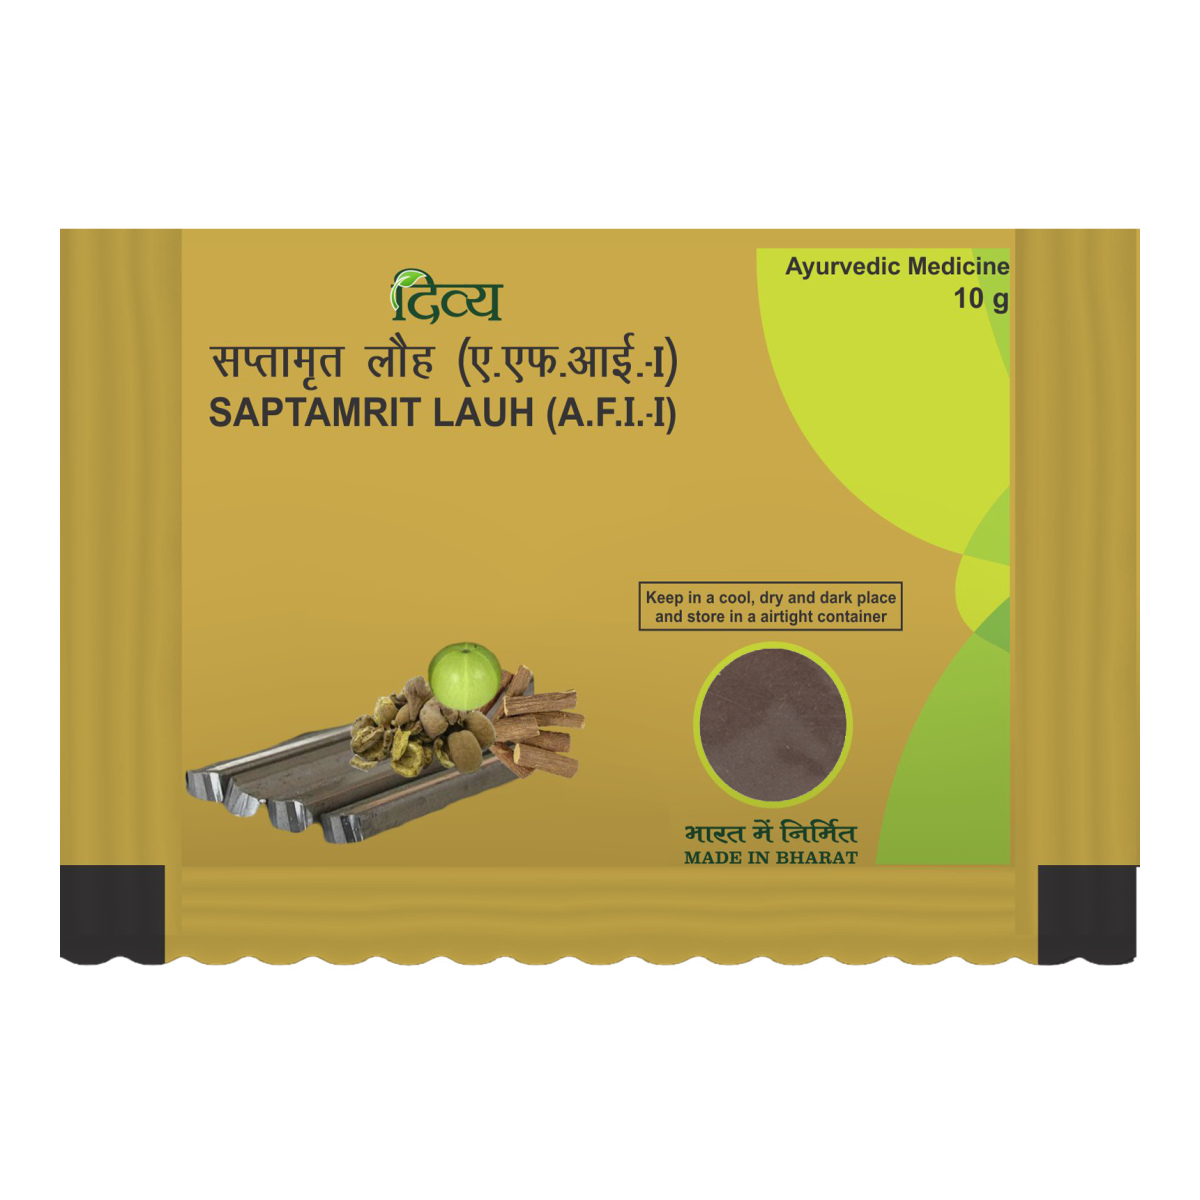 दिव्य
सप्तामृत लौह (ए.एफ.आई.-I)
SAPTAMRIT LAUH (A.F.I.-I)
Ayurvedic Medicine
10 g
Keep in a cool, dry and dark place
and store in a airtight container
भारत में निर्मित
MADE IN BHARAT